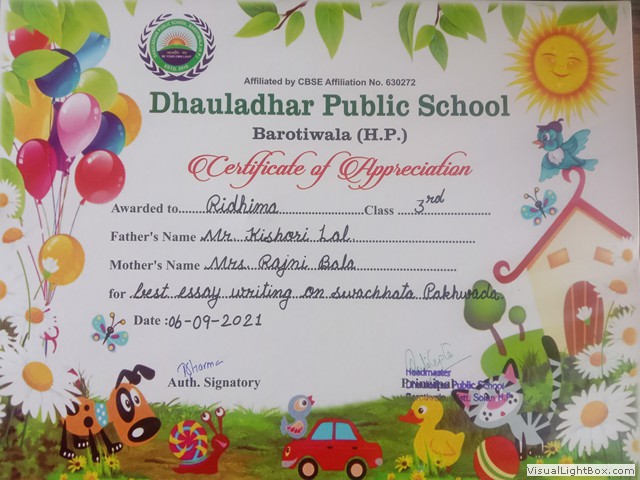 Affiliated by CBSE Affiliation No. 630272
Dhauladhar Public School
Barotiwala (H.P.)
Certificate of Appreciation
Awarded to......Ridhima......Class ....3rd......
Father's Name Mr. Kishori Lal
Mother's Name Mrs. Rajni Bala
for best essay writing on swachhata Pakhwada
Date :06-09-2021
Auth. Signatory
Headmaster
Principal
Public School
VisualLightBox.com